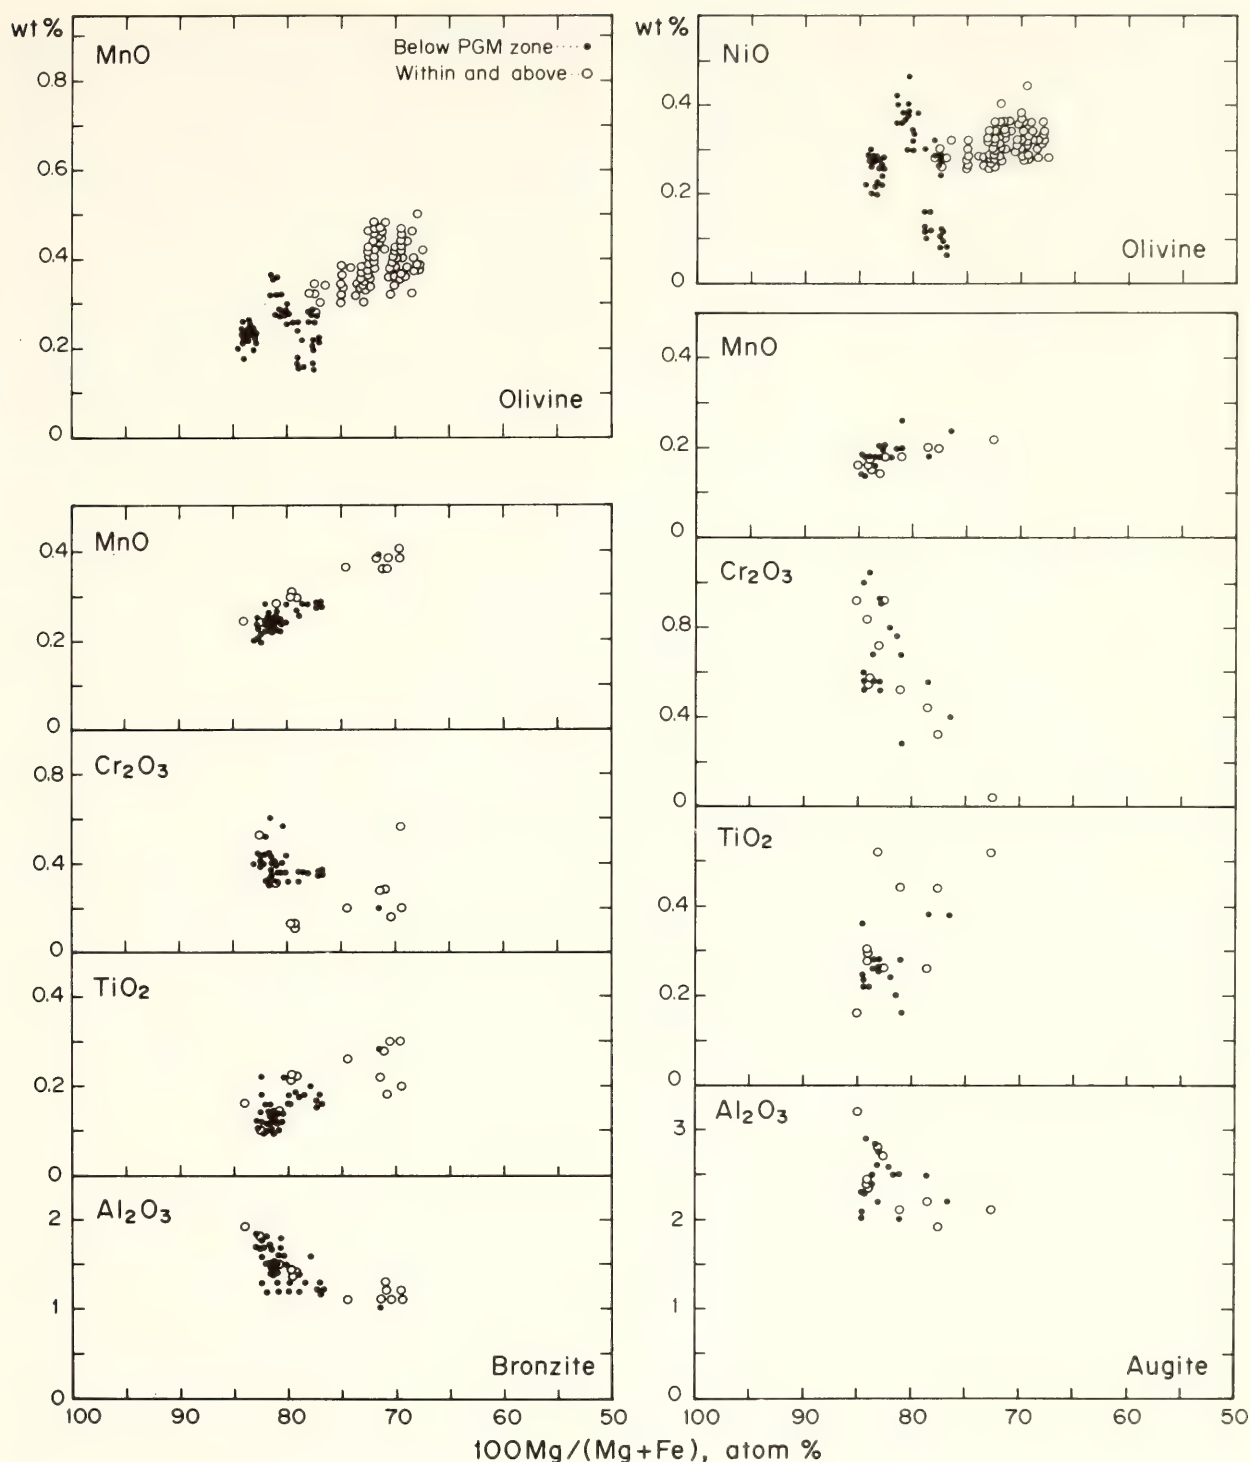 wt %
MnO
Below PGM zone ····· •
Within and above ·· ○
0.8
0.6
0.4
0.2
0
Olivine
MnO
0.4
0.2
0
Cr₂O₃
0.8
0.4
0
TiO₂
0.4
0.2
0
Al₂O₃
2
1
0
Bronzite
100 90 80 70 60 50
wt %
NiO
0.4
0.2
0
Olivine
MnO
0.4
0.2
0
Cr₂O₃
0.8
0.4
0
TiO₂
0.4
0.2
0
Al₂O₃
3
2
1
0
Augite
100 90 80 70 60 50
100Mg/(Mg+Fe), atom %